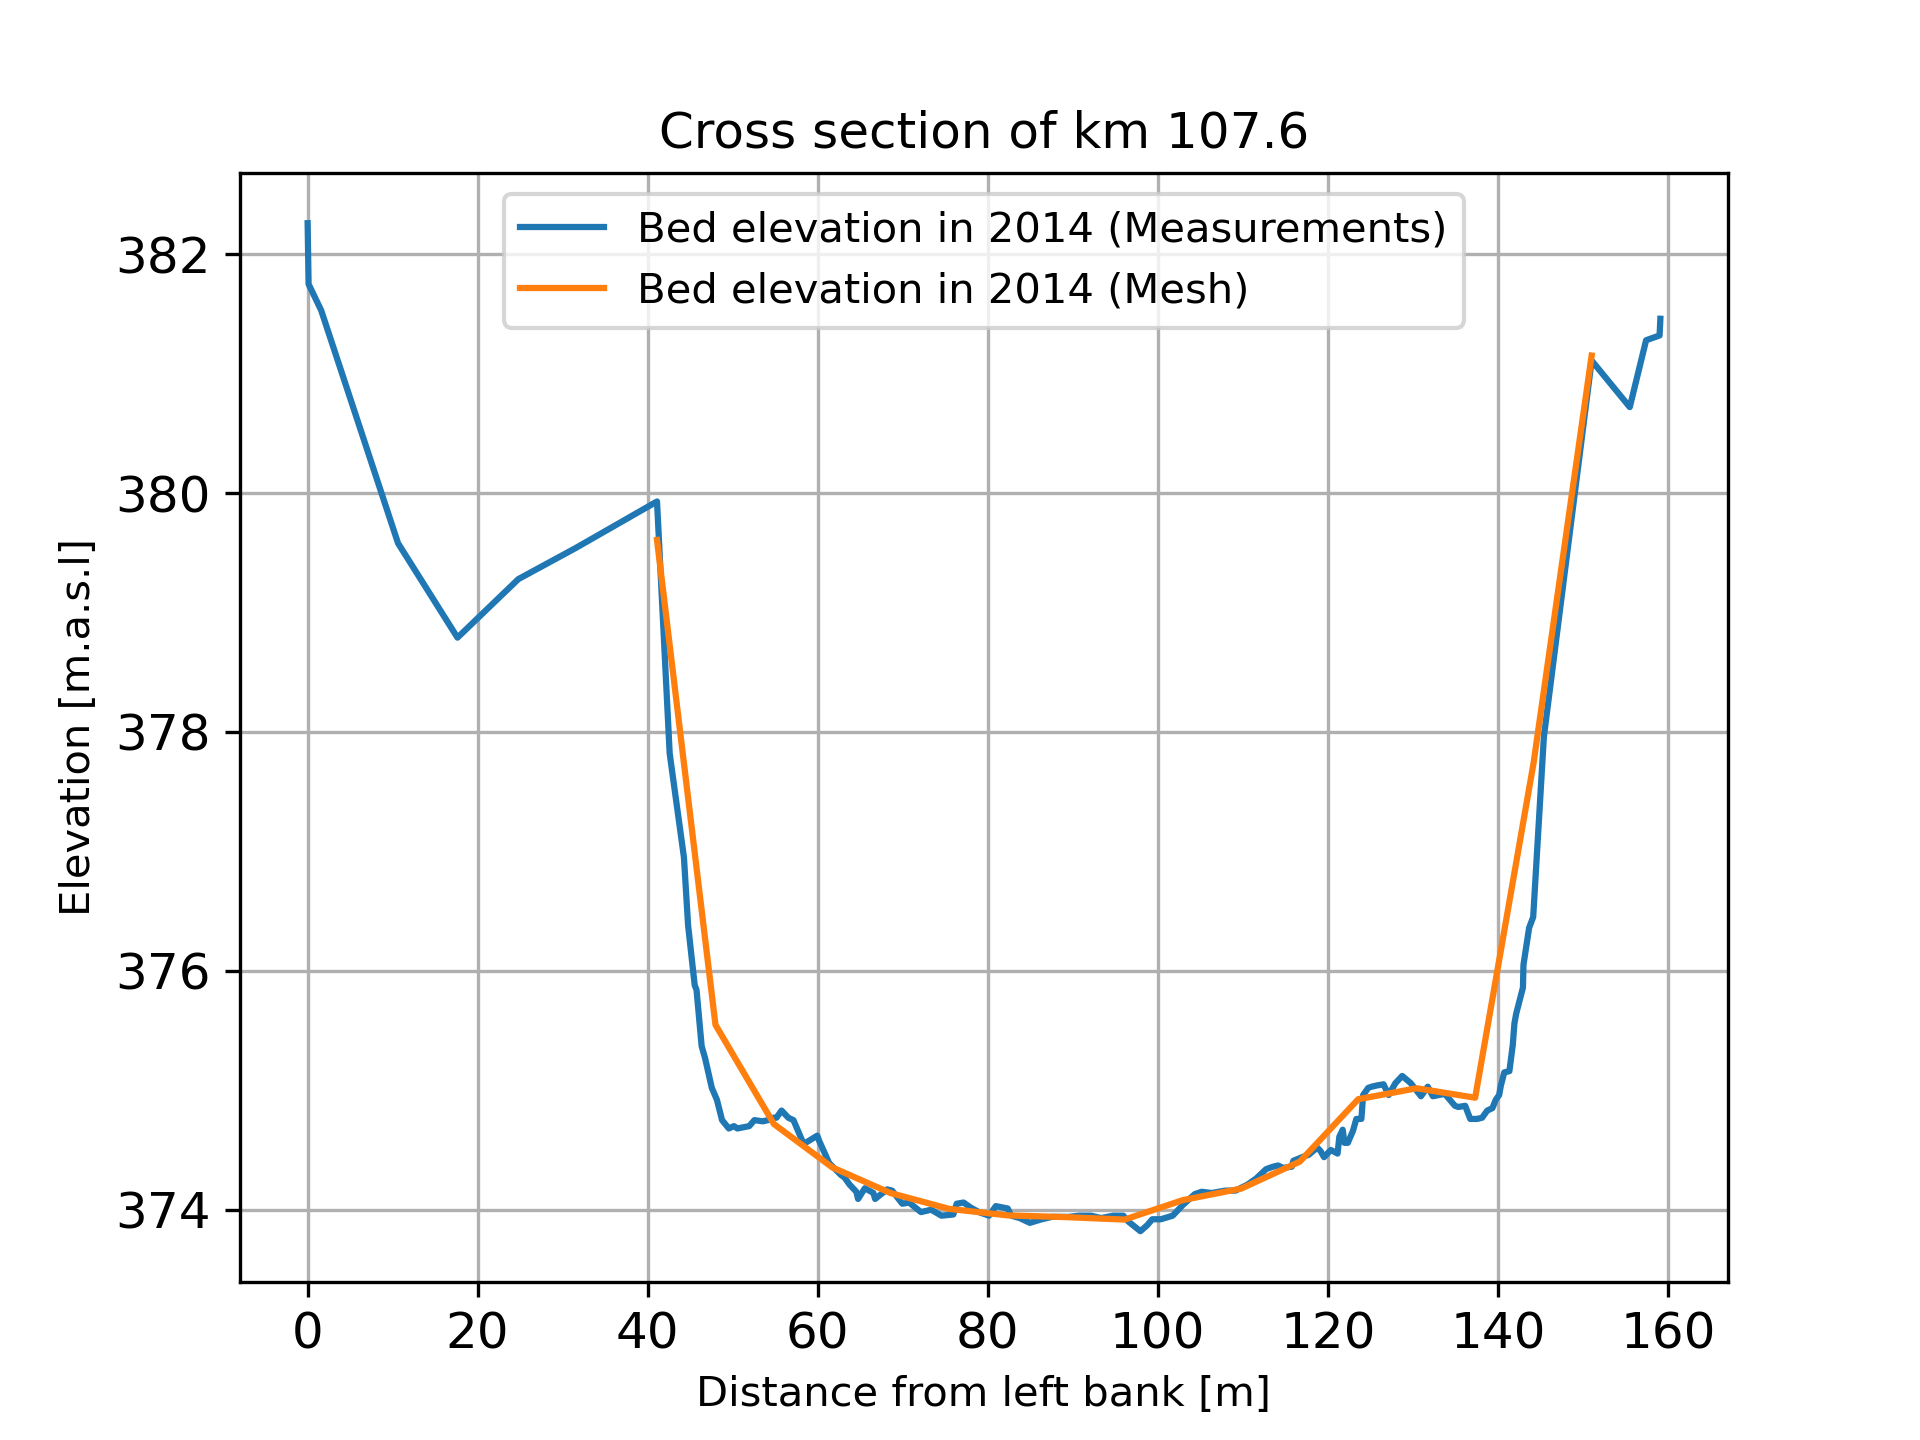 Cross section of km 107.6
Bed elevation in 2014 (Measurements)
Bed elevation in 2014 (Mesh)
382
380
378
376
374
Elevation [m.a.s.l]
0 20 40 60 80 100 120 140 160
Distance from left bank [m]